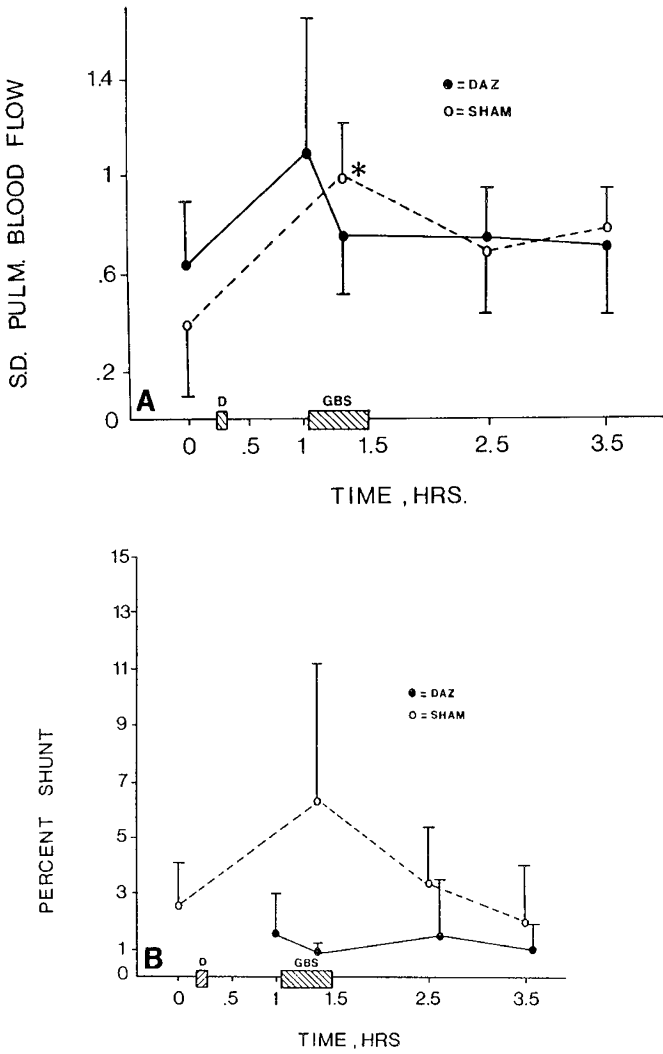 S.D. PULM. BLOOD FLOW
1.4
1
.6
.2
0
● = DAZ
○ = SHAM
*
A
D
GBS
0 .5 1 1.5 2.5 3.5
TIME , HRS.
PERCENT SHUNT
15
13
11
9
7
5
3
1
0
● = DAZ
○ = SHAM
B
D
GBS
0 .5 1 1.5 2.5 3.5
TIME , HRS